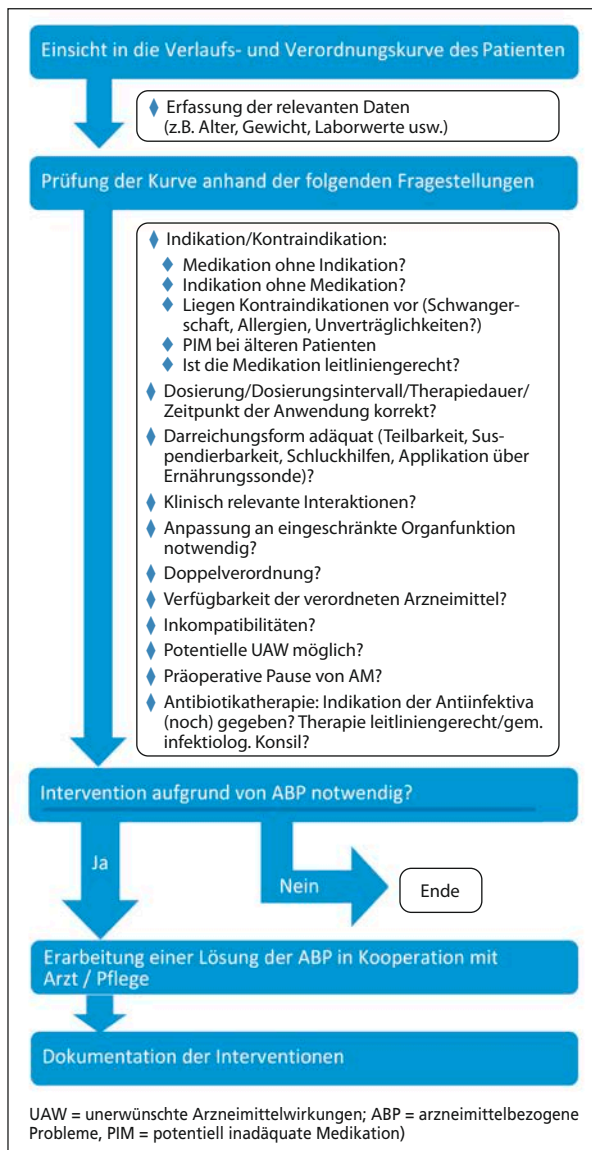 Einsicht in die Verlaufs- und Verordnungskurve des Patienten
Erfassung der relevanten Daten
(z.B. Alter, Gewicht, Laborwerte usw.)
Prüfung der Kurve anhand der folgenden Fragestellungen
Indikation/Kontraindikation:
Medikation ohne Indikation?
Indikation ohne Medikation?
Liegen Kontraindikationen vor (Schwanger-
schaft, Allergien, Unverträglichkeiten?)
PIM bei älteren Patienten
Ist die Medikation leitliniengerecht?
Dosierung/Dosierungsintervall/Therapiedauer/
Zeitpunkt der Anwendung korrekt?
Darreichungsform adäquat (Teilbarkeit, Sus-
pendierbarkeit, Schluckhilfen, Applikation über
Ernährungssonde)?
Klinisch relevante Interaktionen?
Anpassung an eingeschränkte Organfunktion
notwendig?
Doppelverordnung?
Verfügbarkeit der verordneten Arzneimittel?
Inkompatibilitäten?
Potentielle UAW möglich?
Präoperative Pause von AM?
Antibiotikatherapie: Indikation der Antiinfektiva
(noch) gegeben? Therapie leitliniengerecht/gem.
infektiolog. Konsil?
Intervention aufgrund von ABP notwendig?
Ja
Nein
Ende
Erarbeitung einer Lösung der ABP in Kooperation mit
Arzt / Pflege
Dokumentation der Interventionen
UAW = unerwünschte Arzneimittelwirkungen; ABP = arzneimittelbezogene
Probleme, PIM = potentiell inadäquate Medikation)